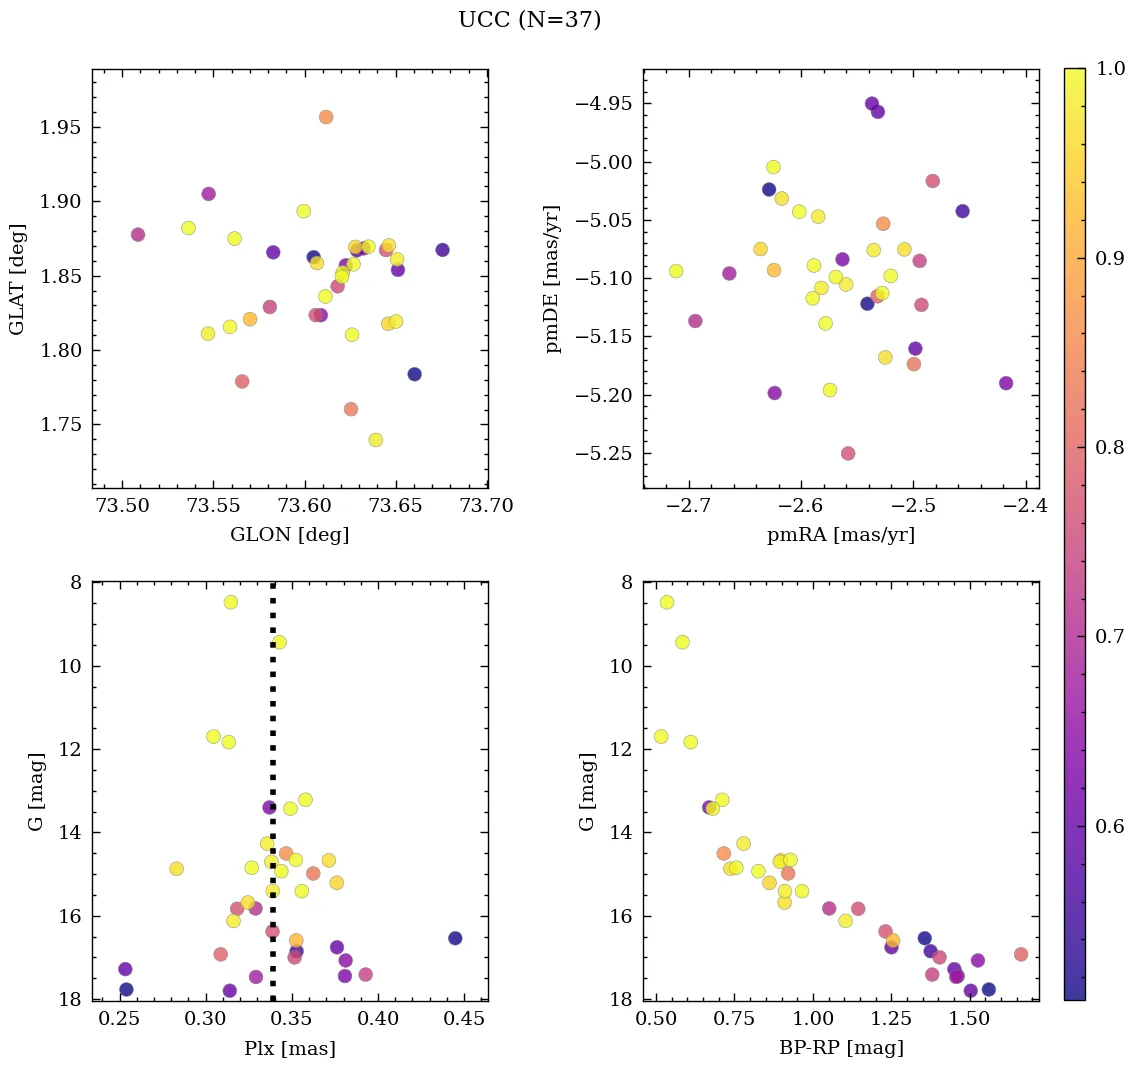 UCC (N=37)
1.95
1.90
1.85
1.80
1.75
GLAT [deg]
73.50 73.55 73.60 73.65 73.70
GLON [deg]
−4.95
−5.00
−5.05
−5.10
−5.15
−5.20
−5.25
pmDE [mas/yr]
−2.7 −2.6 −2.5 −2.4
pmRA [mas/yr]
1.0
0.9
0.8
0.7
0.6
8
10
12
14
16
18
G [mag]
0.25 0.30 0.35 0.40 0.45
Plx [mas]
8
10
12
14
16
18
G [mag]
0.50 0.75 1.00 1.25 1.50
BP-RP [mag]